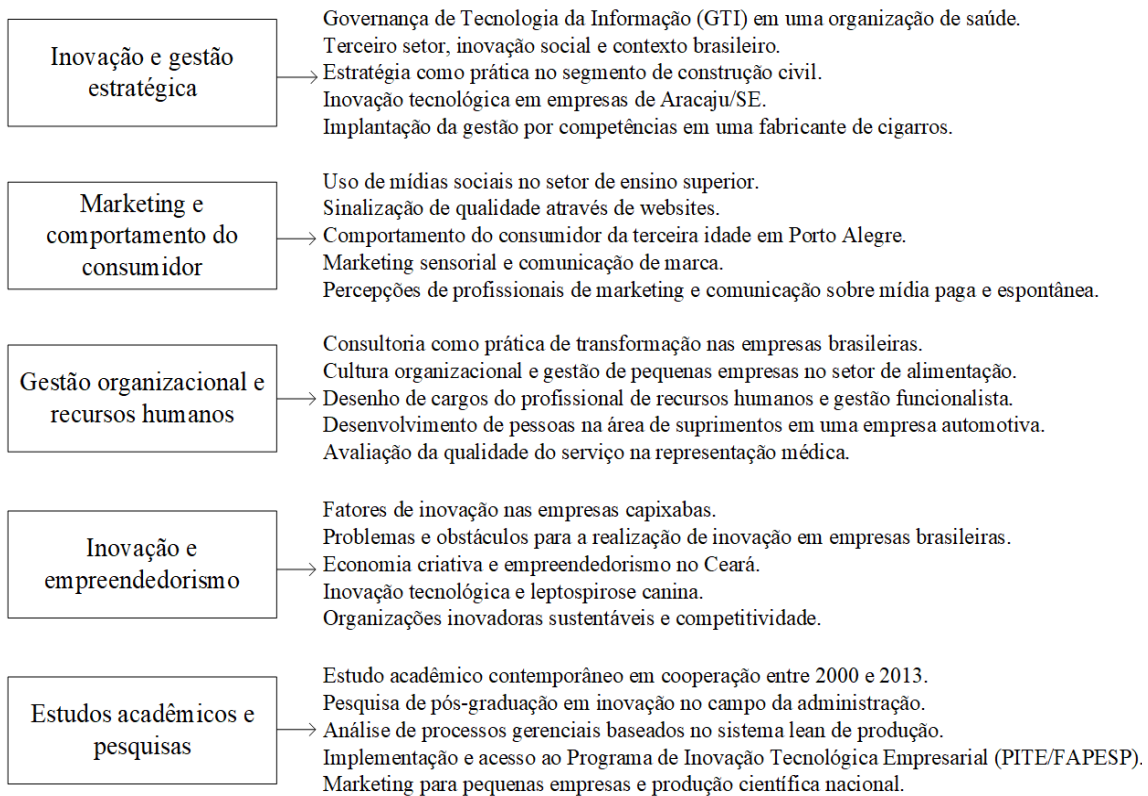 Inovação e gestão
estratégica
Governança de Tecnologia da Informação (GTI) em uma organização de saúde.
Terceiro setor, inovação social e contexto brasileiro.
Estratégia como prática no segmento de construção civil.
Inovação tecnológica em empresas de Aracaju/SE.
Implantação da gestão por competências em uma fabricante de cigarros.
Marketing e
comportamento do
consumidor
Uso de mídias sociais no setor de ensino superior.
Sinalização de qualidade através de websites.
Comportamento do consumidor da terceira idade em Porto Alegre.
Marketing sensorial e comunicação de marca.
Percepções de profissionais de marketing e comunicação sobre mídia paga e espontânea.
Gestão organizacional e
recursos humanos
Consultoria como prática de transformação nas empresas brasileiras.
Cultura organizacional e gestão de pequenas empresas no setor de alimentação.
Desenho de cargos do profissional de recursos humanos e gestão funcionalista.
Desenvolvimento de pessoas na área de suprimentos em uma empresa automotiva.
Avaliação da qualidade do serviço na representação médica.
Inovação e
empreendedorismo
Fatores de inovação nas empresas capixabas.
Problemas e obstáculos para a realização de inovação em empresas brasileiras.
Economia criativa e empreendedorismo no Ceará.
Inovação tecnológica e leptospirose canina.
Organizações inovadoras sustentáveis e competitividade.
Estudos acadêmicos e
pesquisas
Estudo acadêmico contemporâneo em cooperação entre 2000 e 2013.
Pesquisa de pós-graduação em inovação no campo da administração.
Análise de processos gerenciais baseados no sistema lean de produção.
Implementação e acesso ao Programa de Inovação Tecnológica Empresarial (PITE/FAPESP).
Marketing para pequenas empresas e produção científica nacional.